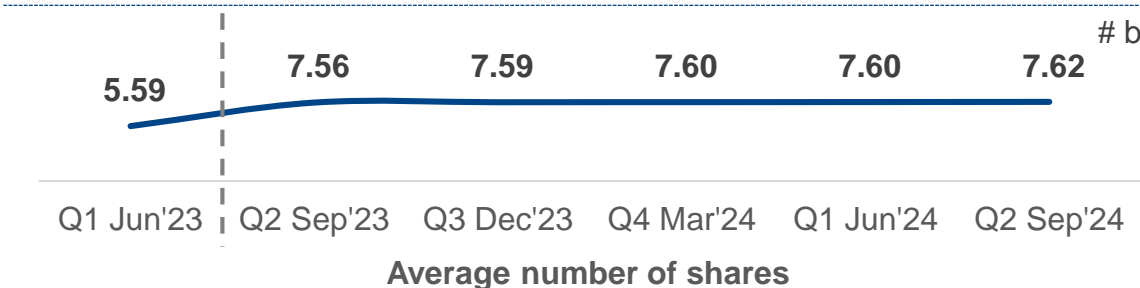 # b
5.59 7.56 7.59 7.60 7.60 7.62
Q1 Jun'23 Q2 Sep'23 Q3 Dec'23 Q4 Mar'24 Q1 Jun'24 Q2 Sep'24
Average number of shares